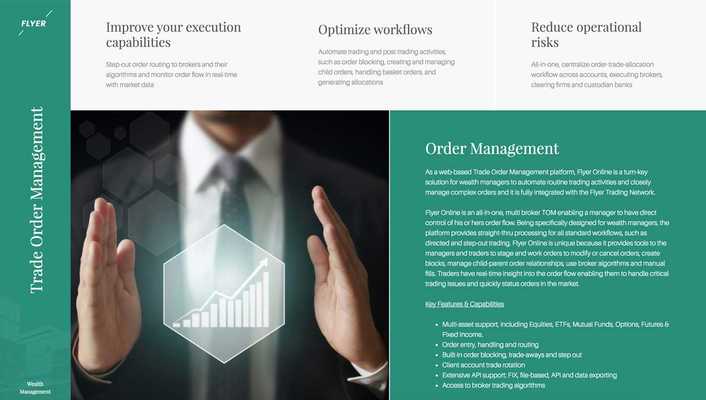 FLYER
Trade Order Management
Wealth
Management
Improve your execution
capabilities
Step-out order routing to brokers and their
algorithms and monitor order flow in real-time
with market data
Optimize workflows
Automate trading and post trading activities,
such as order blocking, creating and managing
child orders, handling basket orders, and
generating allocations
Reduce operational
risks
All-in-one, centralize order-trade-allocation
workflow across accounts, executing brokers,
clearing firms and custodian banks
Order Management
As a web-based Trade Order Management platform, Flyer Online is a turn-key
solution for wealth managers to automate routine trading activities and closely
manage complex orders and it is fully integrated with the Flyer Trading Network.
Flyer Online is an all-in-one, multi broker TOM enabling a manager to have direct
control of his or hers order flow. Being specifically designed for wealth managers, the
platform provides straight-thru processing for all standard workflows, such as
directed and step-out trading. Flyer Online is unique because it provides tools to the
managers and traders to stage and work orders to modify or cancel orders, create
blocks, manage child-parent order relationships, use broker algorithms and manual
fills. Traders have real-time insight into the order flow enabling them to handle critical
trading issues and quickly status orders in the market.
Key Features & Capabilities
• Multi-asset support, including Equities, ETFs, Mutual Funds, Options, Futures &
Fixed Income.
• Order entry, handling and routing
• Built-in order blocking, trade-aways and step out
• Client account trade rotation
• Extensive API support: FIX, file-based, API and data exporting
• Access to broker trading algorithms